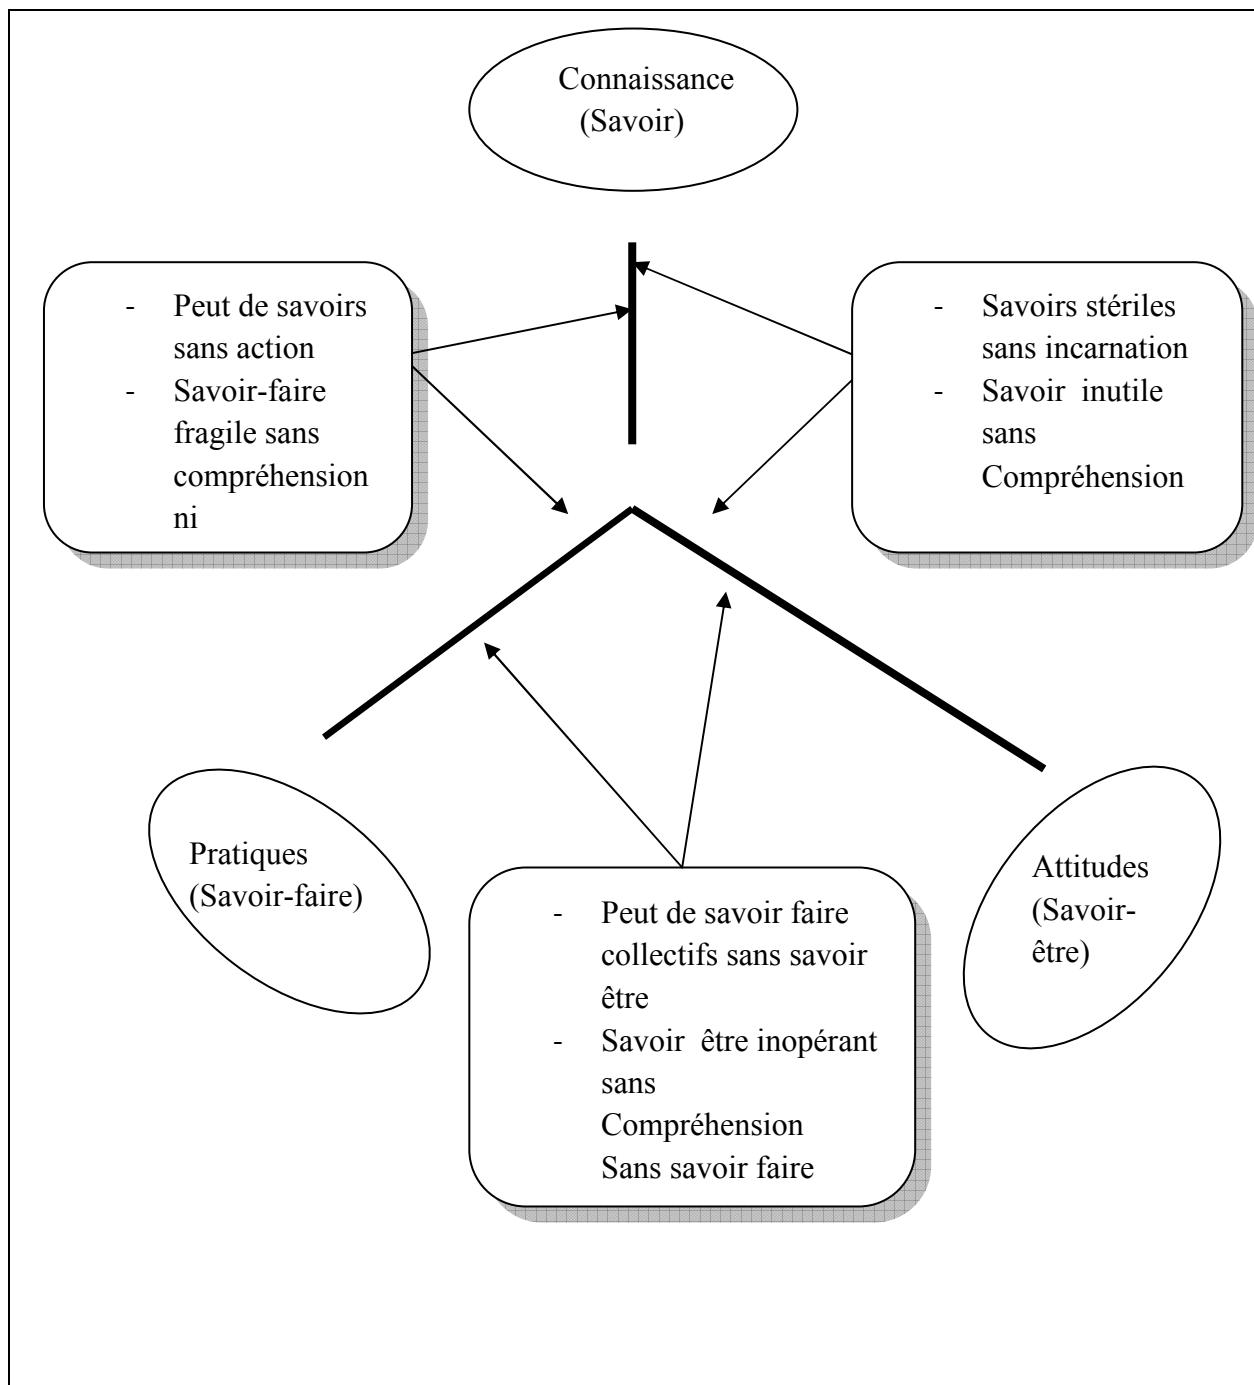 Connaissance
(Savoir)
- Peut de savoirs
sans action
- Savoir-faire
fragile sans
compréhension
ni
- Savoirs stériles
sans incarnation
- Savoir inutile
sans
Compréhension
Pratiques
(Savoir-faire)
- Peut de savoir faire
collectifs sans savoir
être
- Savoir être inopérant
sans
Compréhension
Sans savoir faire
Attitudes
(Savoir-
être)